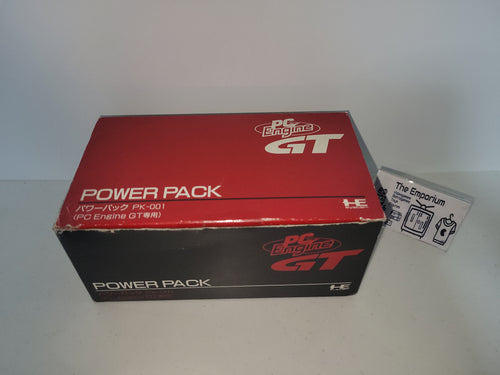 PC Engine
GT
POWER PACK
パワーパック PK-001
(PC Engine GT専用)
HE
PC Engine
GT
POWER PACK
HE
The Emporium